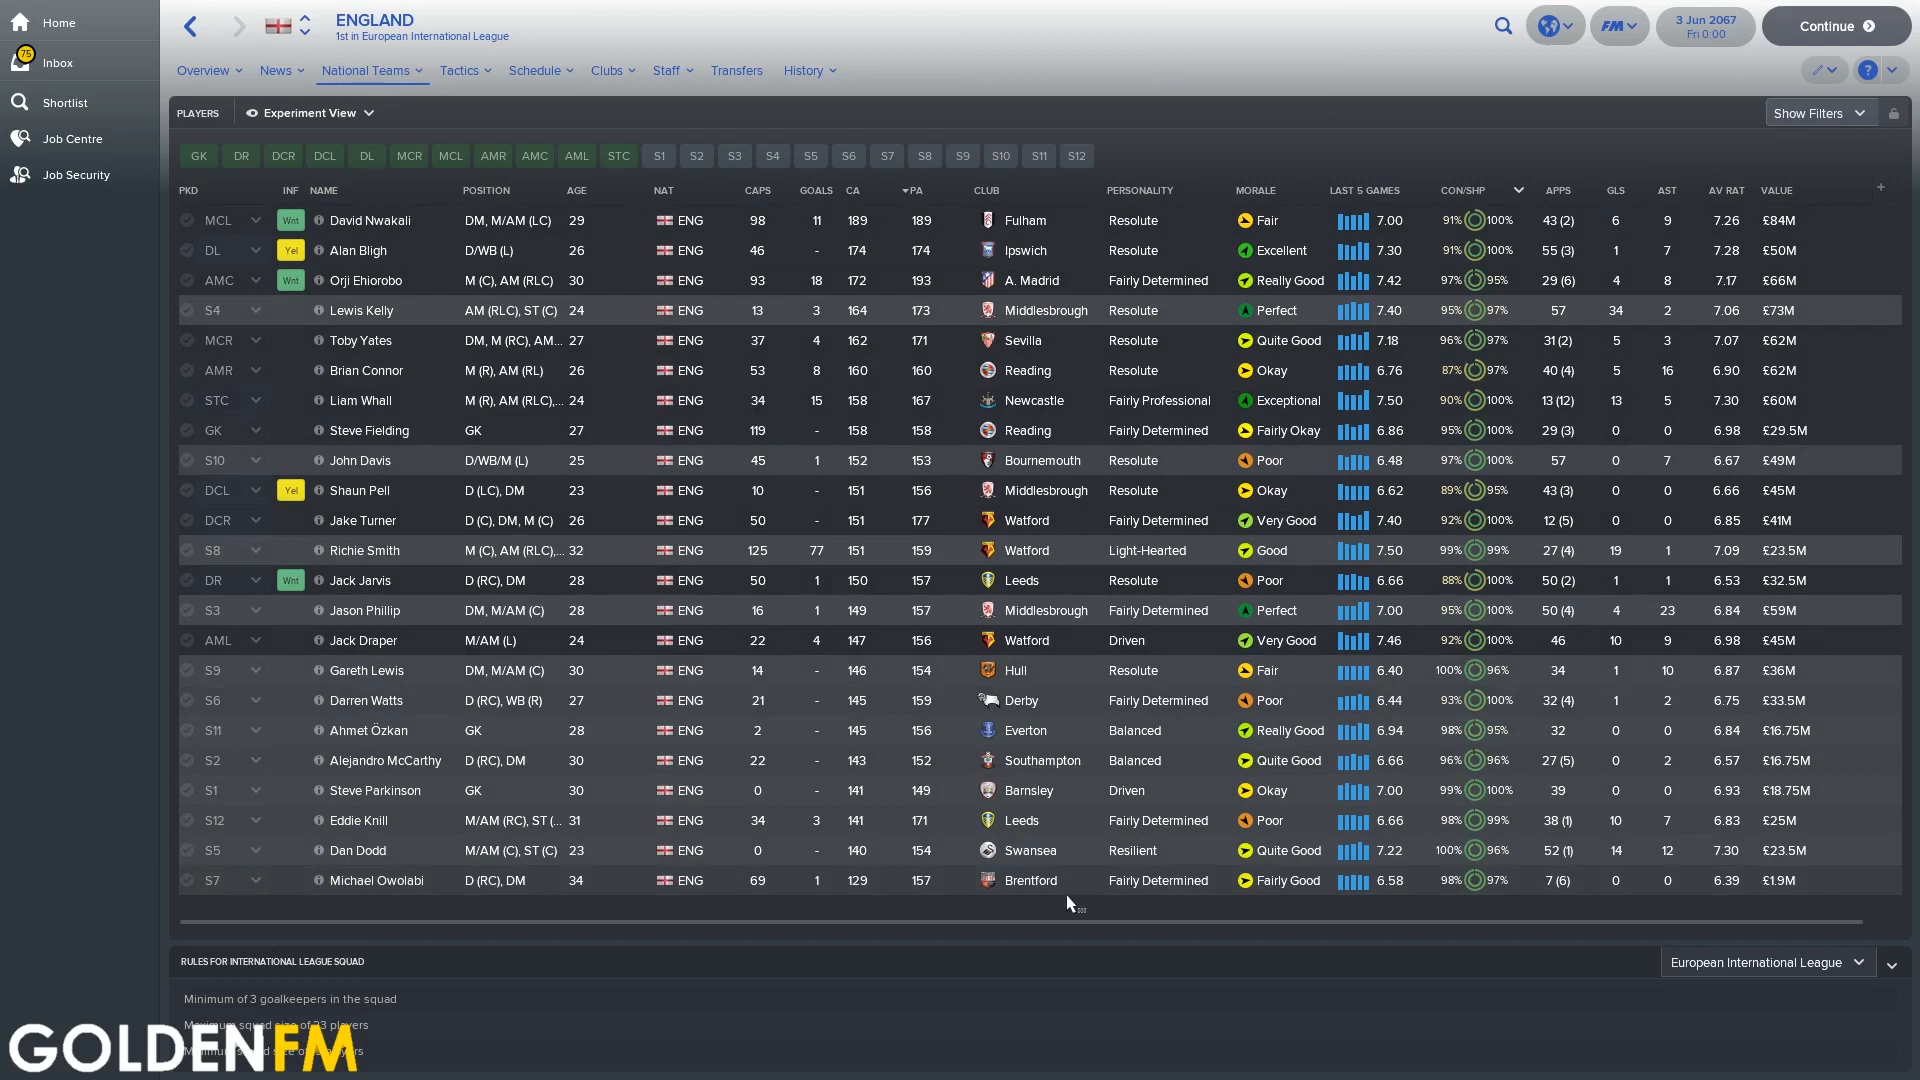 Home
75
Inbox
Shortlist
Job Centre
Job Security
ENGLAND
1st in European International League
FM
3 Jun 2067
Fri 0:00
Continue
Overview News National Teams Tactics Schedule Clubs Staff Transfers History
?
PLAYERS Experiment View Show Filters
GK DR DCR DCL DL MCR MCL AMR AMC AML STC S1 S2 S3 S4 S5 S6 S7 S8 S9 S10 S11 S12
PKD INF NAME POSITION AGE NAT CAPS GOALS CA PA CLUB PERSONALITY MORALE LAST 5 GAMES CON/SHP APPS GLS AST AV RAT VALUE +
MCL Wnt David Nwakali DM, M/AM (LC) 29 ENG 98 11 189 189 Fulham Resolute Fair 7.00 91% 100% 43 (2) 6 9 7.26 £84M
DL Yel Alan Bligh D/WB (L) 26 ENG 46 - 174 174 Ipswich Resolute Excellent 7.30 91% 100% 55 (3) 1 7 7.28 £50M
AMC Wnt Orji Ehiorobo M (C), AM (RLC) 30 ENG 93 18 172 193 A. Madrid Fairly Determined Really Good 7.42 97% 95% 29 (6) 4 8 7.17 £66M
S4 Lewis Kelly AM (RLC), ST (C) 24 ENG 13 3 164 173 Middlesbrough Resolute Perfect 7.40 95% 97% 57 34 2 7.06 £73M
MCR Toby Yates DM, M (RC), AM... 27 ENG 37 4 162 171 Sevilla Resolute Quite Good 7.18 96% 97% 31 (2) 5 3 7.07 £62M
AMR Brian Connor M (R), AM (RL) 26 ENG 53 8 160 160 Reading Resolute Okay 6.76 87% 97% 40 (4) 5 16 6.90 £62M
STC Liam Whall M (R), AM (RLC),... 24 ENG 34 15 158 167 Newcastle Fairly Professional Exceptional 7.50 90% 100% 13 (12) 13 5 7.30 £60M
GK Steve Fielding GK 27 ENG 119 - 158 158 Reading Fairly Determined Fairly Okay 6.86 95% 100% 29 (3) 0 0 6.98 £29.5M
S10 John Davis D/WB/M (L) 25 ENG 45 1 152 153 Bournemouth Resolute Poor 6.48 97% 100% 57 0 7 6.67 £49M
DCL Yel Shaun Pell D (LC), DM 23 ENG 10 - 151 156 Middlesbrough Resolute Okay 6.62 89% 95% 43 (3) 0 0 6.66 £45M
DCR Jake Turner D (C), DM, M (C) 26 ENG 50 - 151 177 Watford Fairly Determined Very Good 7.40 92% 100% 12 (5) 0 0 6.85 £41M
S8 Richie Smith M (C), AM (RLC),... 32 ENG 125 77 151 159 Watford Light-Hearted Good 7.50 99% 99% 27 (4) 19 1 7.09 £23.5M
DR Wnt Jack Jarvis D (RC), DM 28 ENG 50 1 150 157 Leeds Resolute Poor 6.66 88% 100% 50 (2) 1 1 6.53 £32.5M
S3 Jason Phillip DM, M/AM (C) 28 ENG 16 1 149 157 Middlesbrough Fairly Determined Perfect 7.00 95% 100% 50 (4) 4 23 6.84 £59M
AML Jack Draper M/AM (L) 24 ENG 22 4 147 156 Watford Driven Very Good 7.46 92% 100% 46 10 9 6.98 £45M
S9 Gareth Lewis DM, M/AM (C) 30 ENG 14 - 146 154 Hull Resolute Fair 6.40 100% 96% 34 1 10 6.87 £36M
S6 Darren Watts D (RC), WB (R) 27 ENG 21 - 145 159 Derby Fairly Determined Poor 6.44 93% 100% 32 (4) 1 2 6.75 £33.5M
S11 Ahmet Özkan GK 28 ENG 2 - 145 156 Everton Balanced Really Good 6.94 98% 95% 32 0 0 6.84 £16.75M
S2 Alejandro McCarthy D (RC), DM 30 ENG 22 - 143 152 Southampton Balanced Quite Good 6.66 96% 96% 27 (5) 0 2 6.57 £16.75M
S1 Steve Parkinson GK 30 ENG 0 - 141 149 Barnsley Driven Okay 7.00 99% 100% 39 0 0 6.93 £18.75M
S12 Eddie Knill M/AM (RC), ST (... 31 ENG 34 3 141 171 Leeds Fairly Determined Poor 6.66 98% 99% 38 (1) 10 7 6.83 £25M
S5 Dan Dodd M/AM (C), ST (C) 23 ENG 0 - 140 154 Swansea Resilient Quite Good 7.22 100% 96% 52 (1) 14 12 7.30 £23.5M
S7 Michael Owolabi D (RC), DM 34 ENG 69 1 129 157 Brentford Fairly Determined Fairly Good 6.58 98% 97% 7 (6) 0 0 6.39 £1.9M
RULES FOR INTERNATIONAL LEAGUE SQUAD European International League
Minimum of 3 goalkeepers in the squad
Maximum squad size of 23 players
GOLDENFM